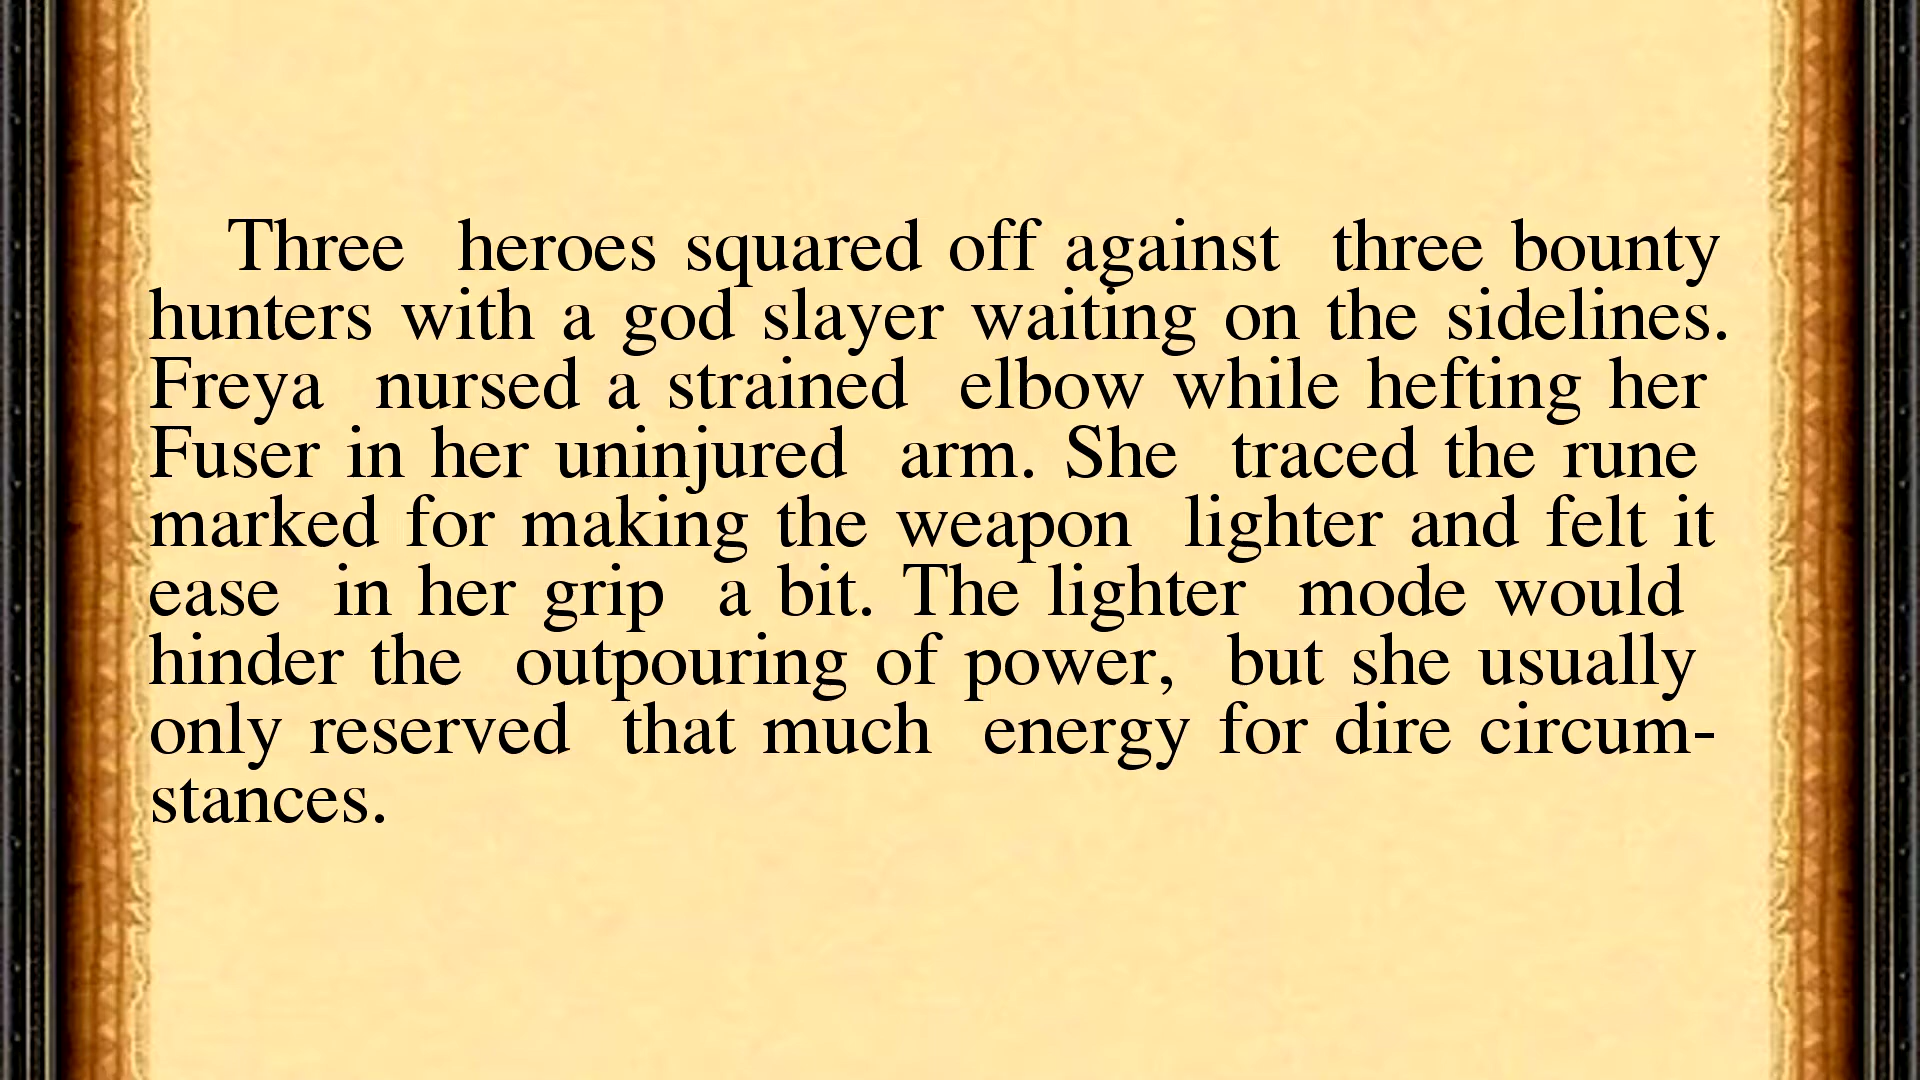 Three heroes squared off against three bounty
hunters with a god slayer waiting on the sidelines.
Freya nursed a strained elbow while hefting her
Fuser in her uninjured arm. She traced the rune
marked for making the weapon lighter and felt it
ease in her grip a bit. The lighter mode would
hinder the outpouring of power, but she usually
only reserved that much energy for dire circum-
stances.